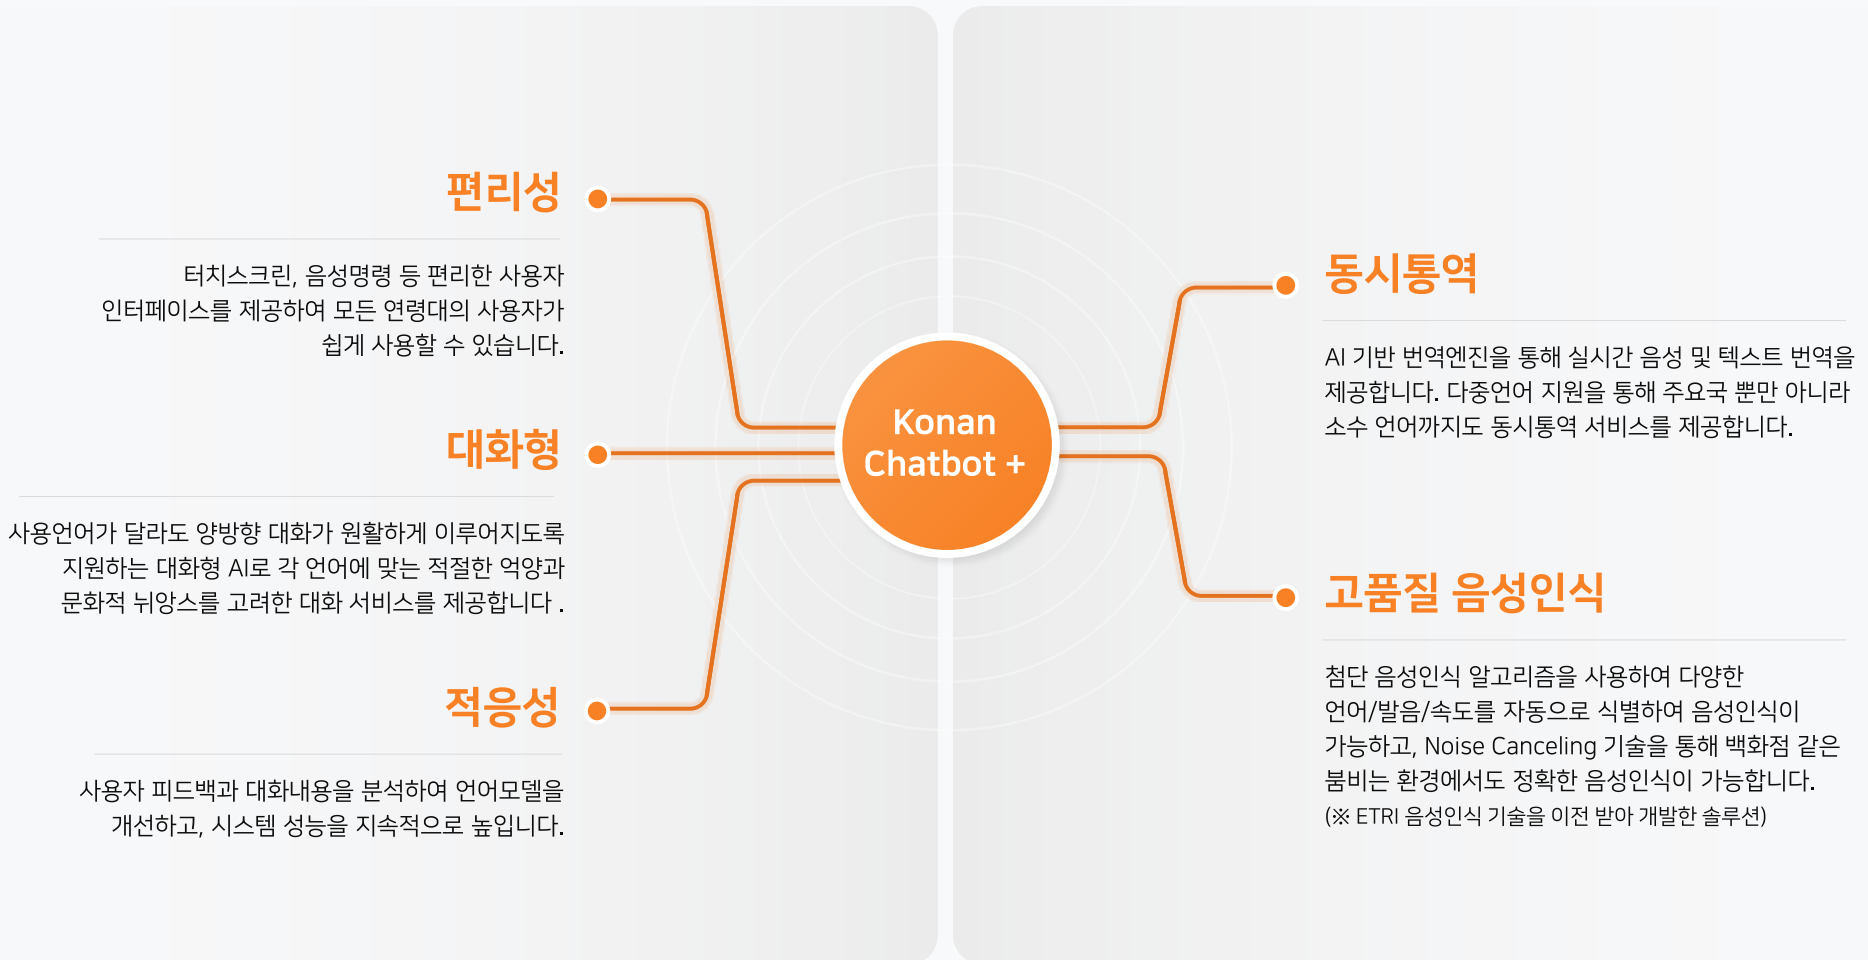 편리성
터치스크린, 음성명령 등 편리한 사용자
인터페이스를 제공하여 모든 연령대의 사용자가
쉽게 사용할 수 있습니다.
대화형
사용언어가 달라도 양방향 대화가 원활하게 이루어지도록
지원하는 대화형 AI로 각 언어에 맞는 적절한 억양과
문화적 뉘앙스를 고려한 대화 서비스를 제공합니다 .
적응성
사용자 피드백과 대화내용을 분석하여 언어모델을
개선하고, 시스템 성능을 지속적으로 높입니다.
Konan
Chatbot +
동시통역
AI 기반 번역엔진을 통해 실시간 음성 및 텍스트 번역을
제공합니다. 다중언어 지원을 통해 주요국 뿐만 아니라
소수 언어까지도 동시통역 서비스를 제공합니다.
고품질 음성인식
첨단 음성인식 알고리즘을 사용하여 다양한
언어/발음/속도를 자동으로 식별하여 음성인식이
가능하고, Noise Canceling 기술을 통해 백화점 같은
붐비는 환경에서도 정확한 음성인식이 가능합니다.
(※ ETRI 음성인식 기술을 이전 받아 개발한 솔루션)